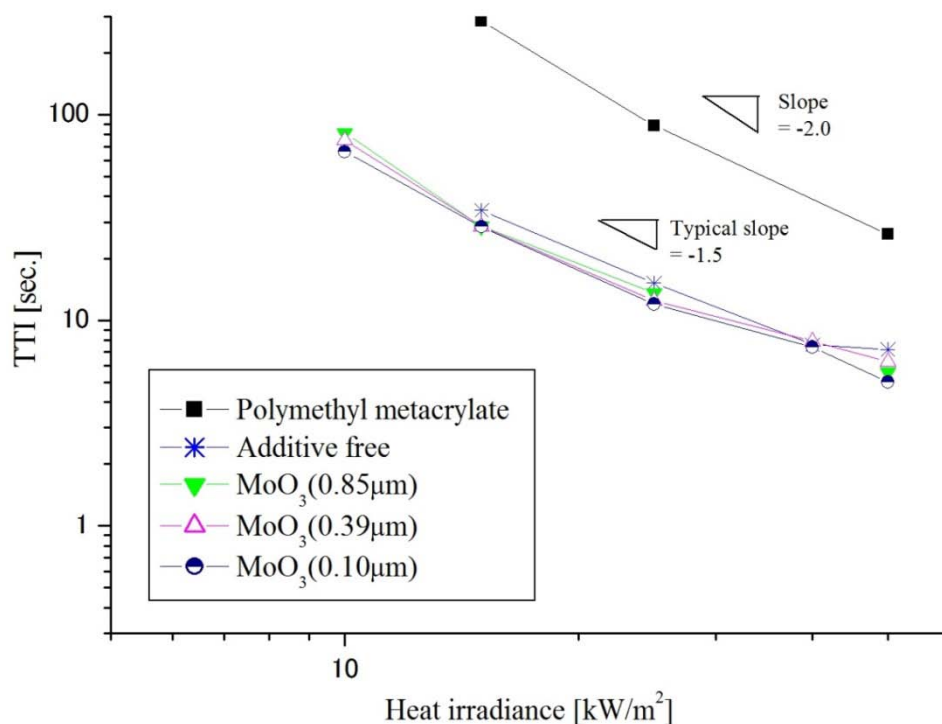 100
10
1
TTI [sec.]
Slope
= -2.0
Typical slope
= -1.5
Polymethyl metacrylate
Additive free
MoO₃(0.85μm)
MoO₃(0.39μm)
MoO₃(0.10μm)
10
Heat irradiance [kW/m²]